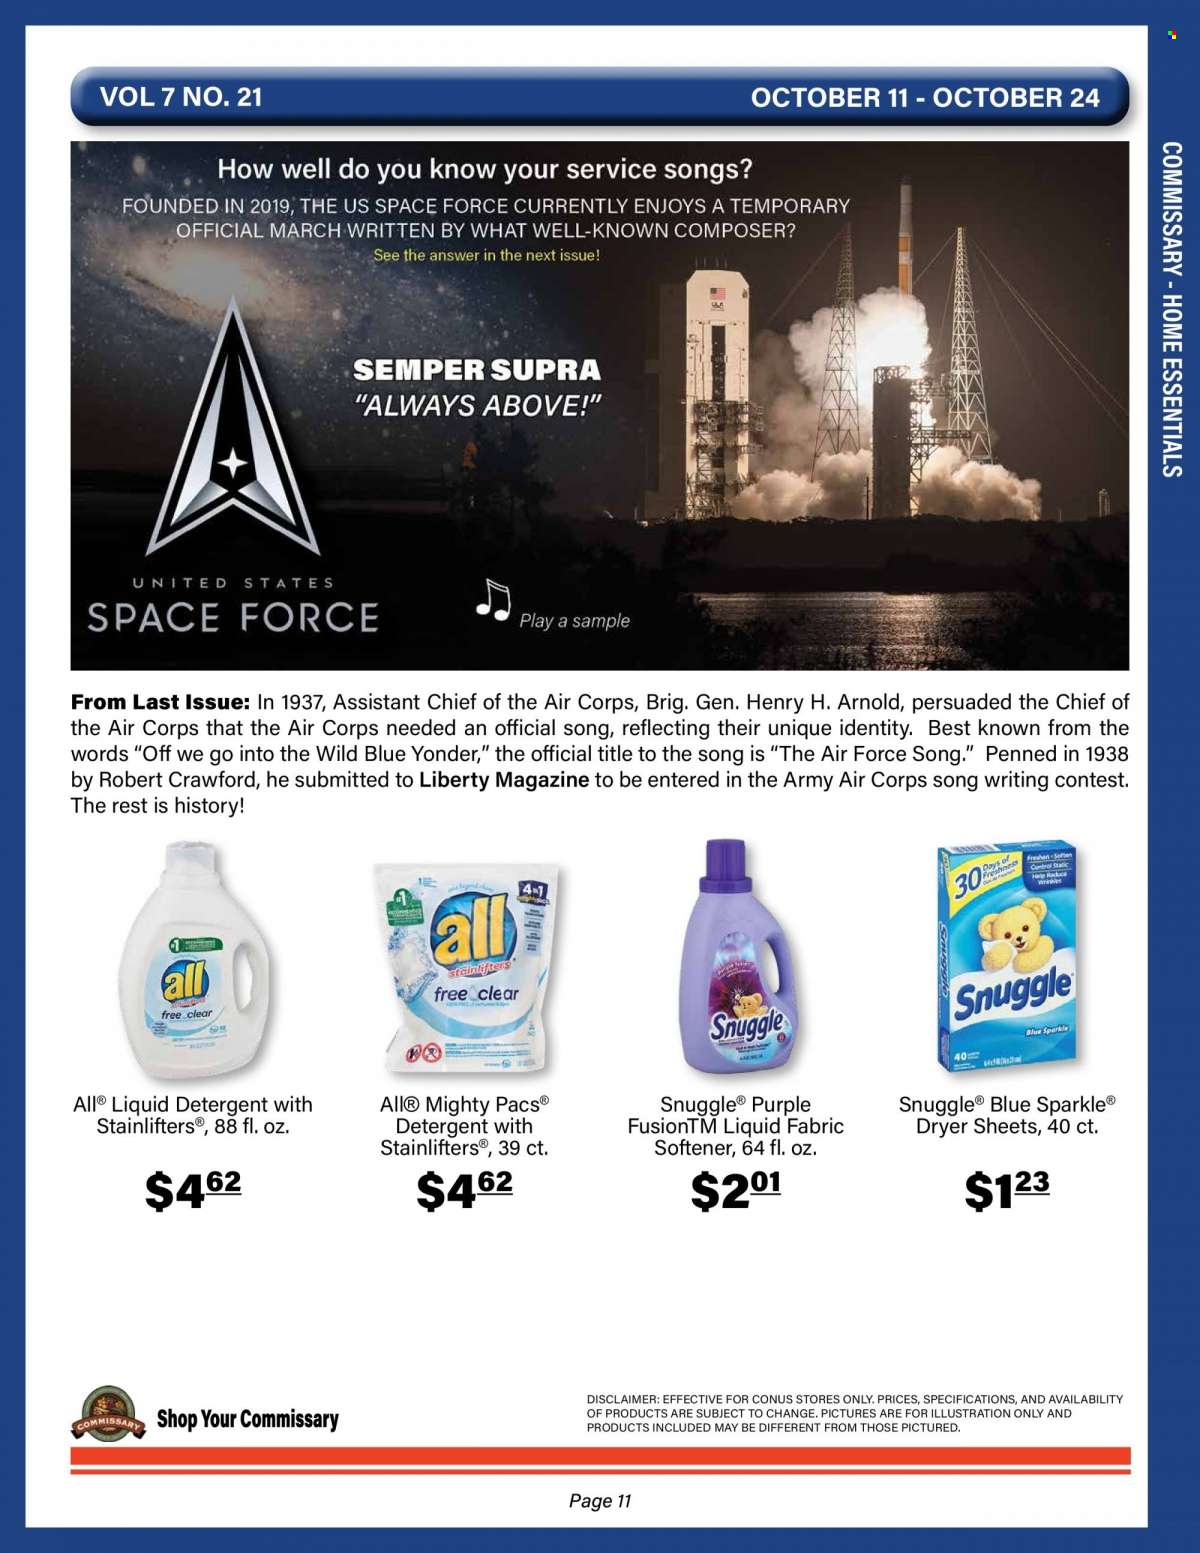 VOL 7 NO. 21
OCTOBER 11 - OCTOBER 24
COMMISSARY - HOME ESSENTIALS
How well do you know your service songs?
FOUNDED IN 2019, THE US SPACE FORCE CURRENTLY ENJOYS A TEMPORARY
OFFICIAL MARCH WRITTEN BY WHAT WELL-KNOWN COMPOSER?
See the answer in the next issue!
SEMPER SUPRA
“ALWAYS ABOVE!”
ULA
UNITED STATES
SPACE FORCE
Play a sample
From Last Issue: In 1937, Assistant Chief of the Air Corps, Brig. Gen. Henry H. Arnold, persuaded the Chief of
the Air Corps that the Air Corps needed an official song, reflecting their unique identity. Best known from the
words “Off we go into the Wild Blue Yonder,” the official title to the song is “The Air Force Song.” Penned in 1938
by Robert Crawford, he submitted to Liberty Magazine to be entered in the Army Air Corps song writing contest.
The rest is history!
#1
all
stainlifters
free clear
#1
4 in 1
all
stainlifters
free clear
Snuggle
30 Days of Freshness
Freshen - Soften
Control Static
Help Reduce
Wrinkles
Snuggle
Snuggle
Blue Sparkle
40
All® Liquid Detergent with
Stainlifters®, 88 fl. oz.
$4.62
All® Mighty Pacs®
Detergent with
Stainlifters®, 39 ct.
$4.62
Snuggle® Purple
FusionTM Liquid Fabric
Softener, 64 fl. oz.
$2.01
Snuggle® Blue Sparkle®
Dryer Sheets, 40 ct.
$1.23
COMMISSARY
Shop Your Commissary
DISCLAIMER: EFFECTIVE FOR CONUS STORES ONLY. PRICES, SPECIFICATIONS, AND AVAILABILITY
OF PRODUCTS ARE SUBJECT TO CHANGE. PICTURES ARE FOR ILLUSTRATION ONLY AND
PRODUCTS INCLUDED MAY BE DIFFERENT FROM THOSE PICTURED.
Page 11